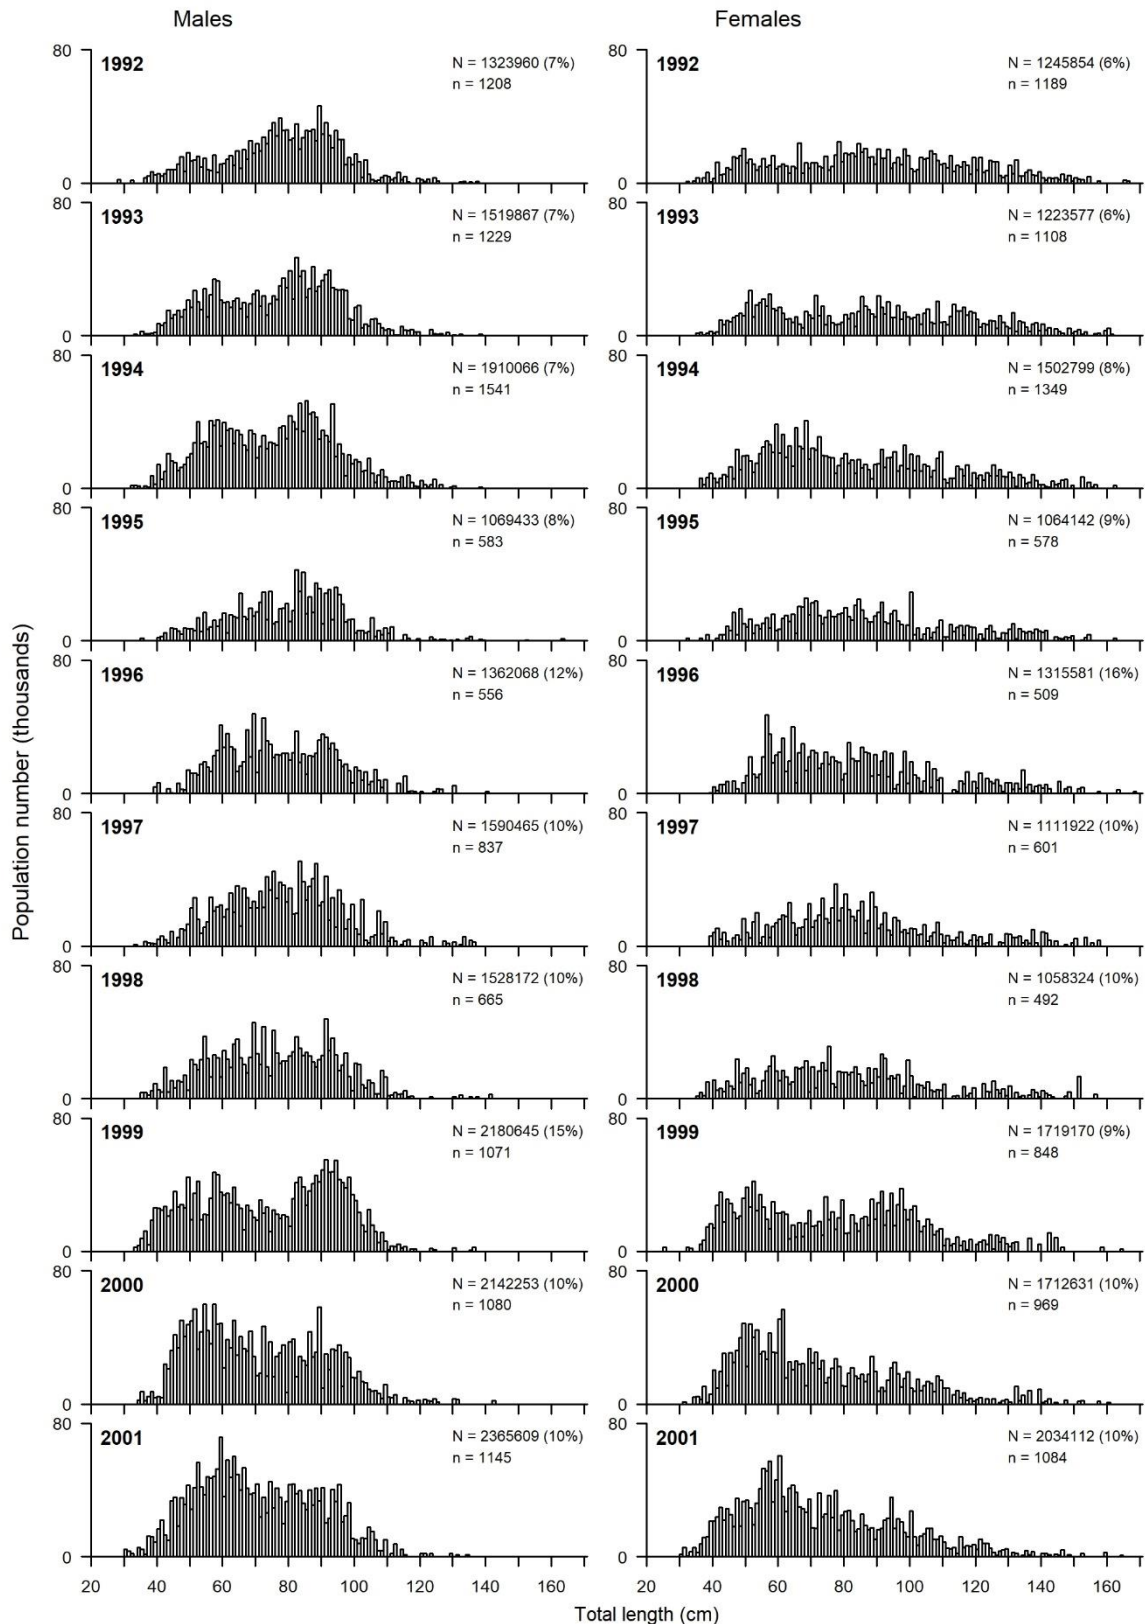 Males Females
80 1992 N = 1323960 (7%) 1992 N = 1245854 (6%)
n = 1208 n = 1189
0 0
80 1993 N = 1519867 (7%) 1993 N = 1223577 (6%)
n = 1229 n = 1108
0 0
80 1994 N = 1910066 (7%) 80 1994 N = 1502799 (8%)
n = 1541 n = 1349
0 0
80 1995 N = 1069433 (8%) 80 1995 N = 1064142 (9%)
n = 583 n = 578
0 0
80 1996 N = 1362068 (12%) 80 1996 N = 1315581 (16%)
n = 556 n = 509
0 0
80 1997 N = 1590465 (10%) 80 1997 N = 1111922 (10%)
n = 837 n = 601
0 0
80 1998 N = 1528172 (10%) 80 1998 N = 1058324 (10%)
n = 665 n = 492
0 0
80 1999 N = 2180645 (15%) 80 1999 N = 1719170 (9%)
n = 1071 n = 848
0 0
80 2000 N = 2142253 (10%) 80 2000 N = 1712631 (10%)
n = 1080 n = 969
0 0
80 2001 N = 2365609 (10%) 80 2001 N = 2034112 (10%)
n = 1145 n = 1084
0 0
20 40 60 80 100 120 140 160 20 40 60 80 100 120 140 160
Population number (thousands)
Total length (cm)